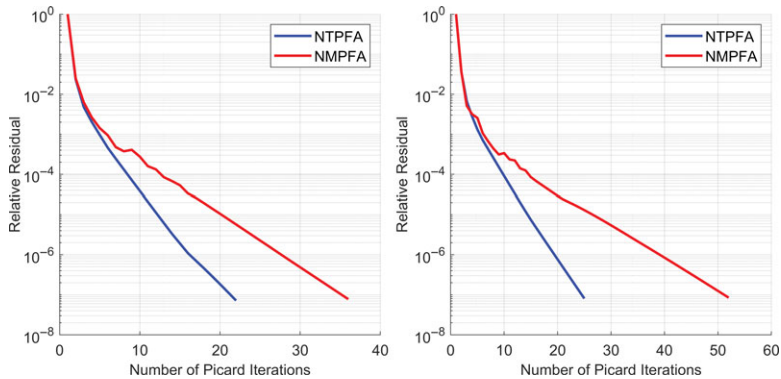 10^0
10^-2
10^-4
10^-6
10^-8
Relative Residual
0
10
20
30
40
Number of Picard Iterations
NTPFA
NMPFA
10^0
10^-2
10^-4
10^-6
10^-8
Relative Residual
0
10
20
30
40
50
60
Number of Picard Iterations
NTPFA
NMPFA